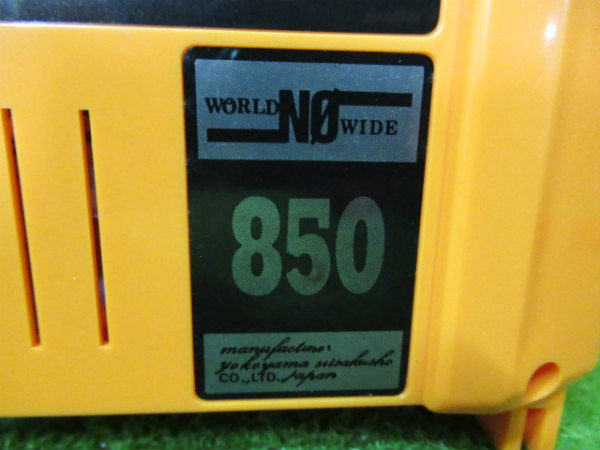 WORLD NØ WIDE
850
manufacture:
yokoyama seisakusho
CO.,LTD. Japan